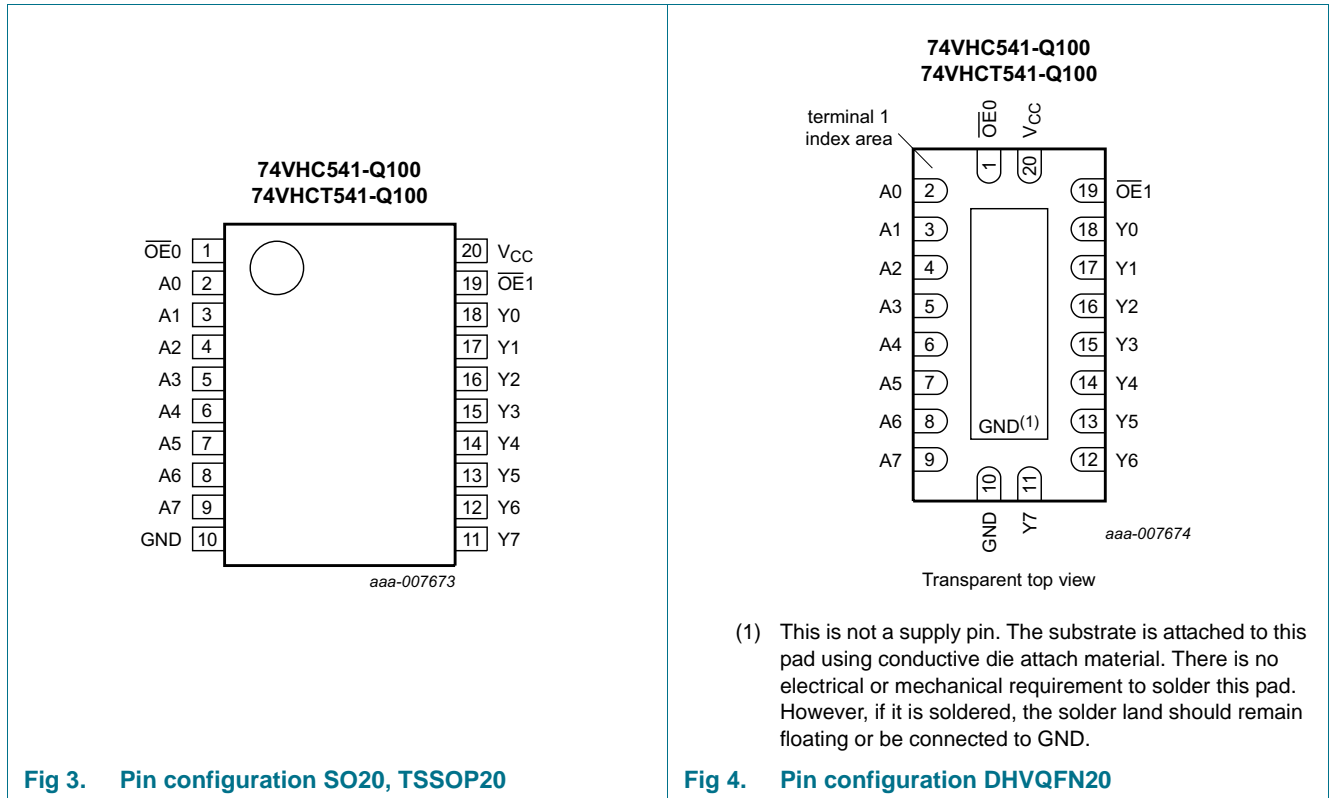 74VHC541-Q100
74VHCT541-Q100
OE0 1
A0 2
A1 3
A2 4
A3 5
A4 6
A5 7
A6 8
A7 9
GND 10
20 VCC
19 OE1
18 Y0
17 Y1
16 Y2
15 Y3
14 Y4
13 Y5
12 Y6
11 Y7
aaa-007673
Fig 3. Pin configuration SO20, TSSOP20
74VHC541-Q100
74VHCT541-Q100
terminal 1
index area
OE0
VCC
1
20
A0 2
A1 3
A2 4
A3 5
A4 6
A5 7
A6 8
A7 9
19 OE1
18 Y0
17 Y1
16 Y2
15 Y3
14 Y4
13 Y5
12 Y6
GND(1)
10
11
GND
Y7
aaa-007674
Transparent top view
(1) This is not a supply pin. The substrate is attached to this
pad using conductive die attach material. There is no
electrical or mechanical requirement to solder this pad.
However, if it is soldered, the solder land should remain
floating or be connected to GND.
Fig 4. Pin configuration DHVQFN20